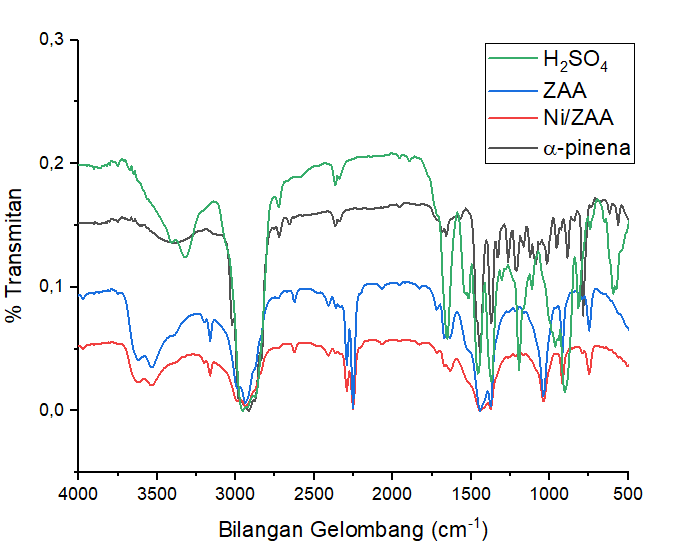 0,3
0,2
0,1
0,0
% Transmitan
H₂SO₄
ZAA
Ni/ZAA
α-pinena
4000 3500 3000 2500 2000 1500 1000 500
Bilangan Gelombang (cm⁻¹)